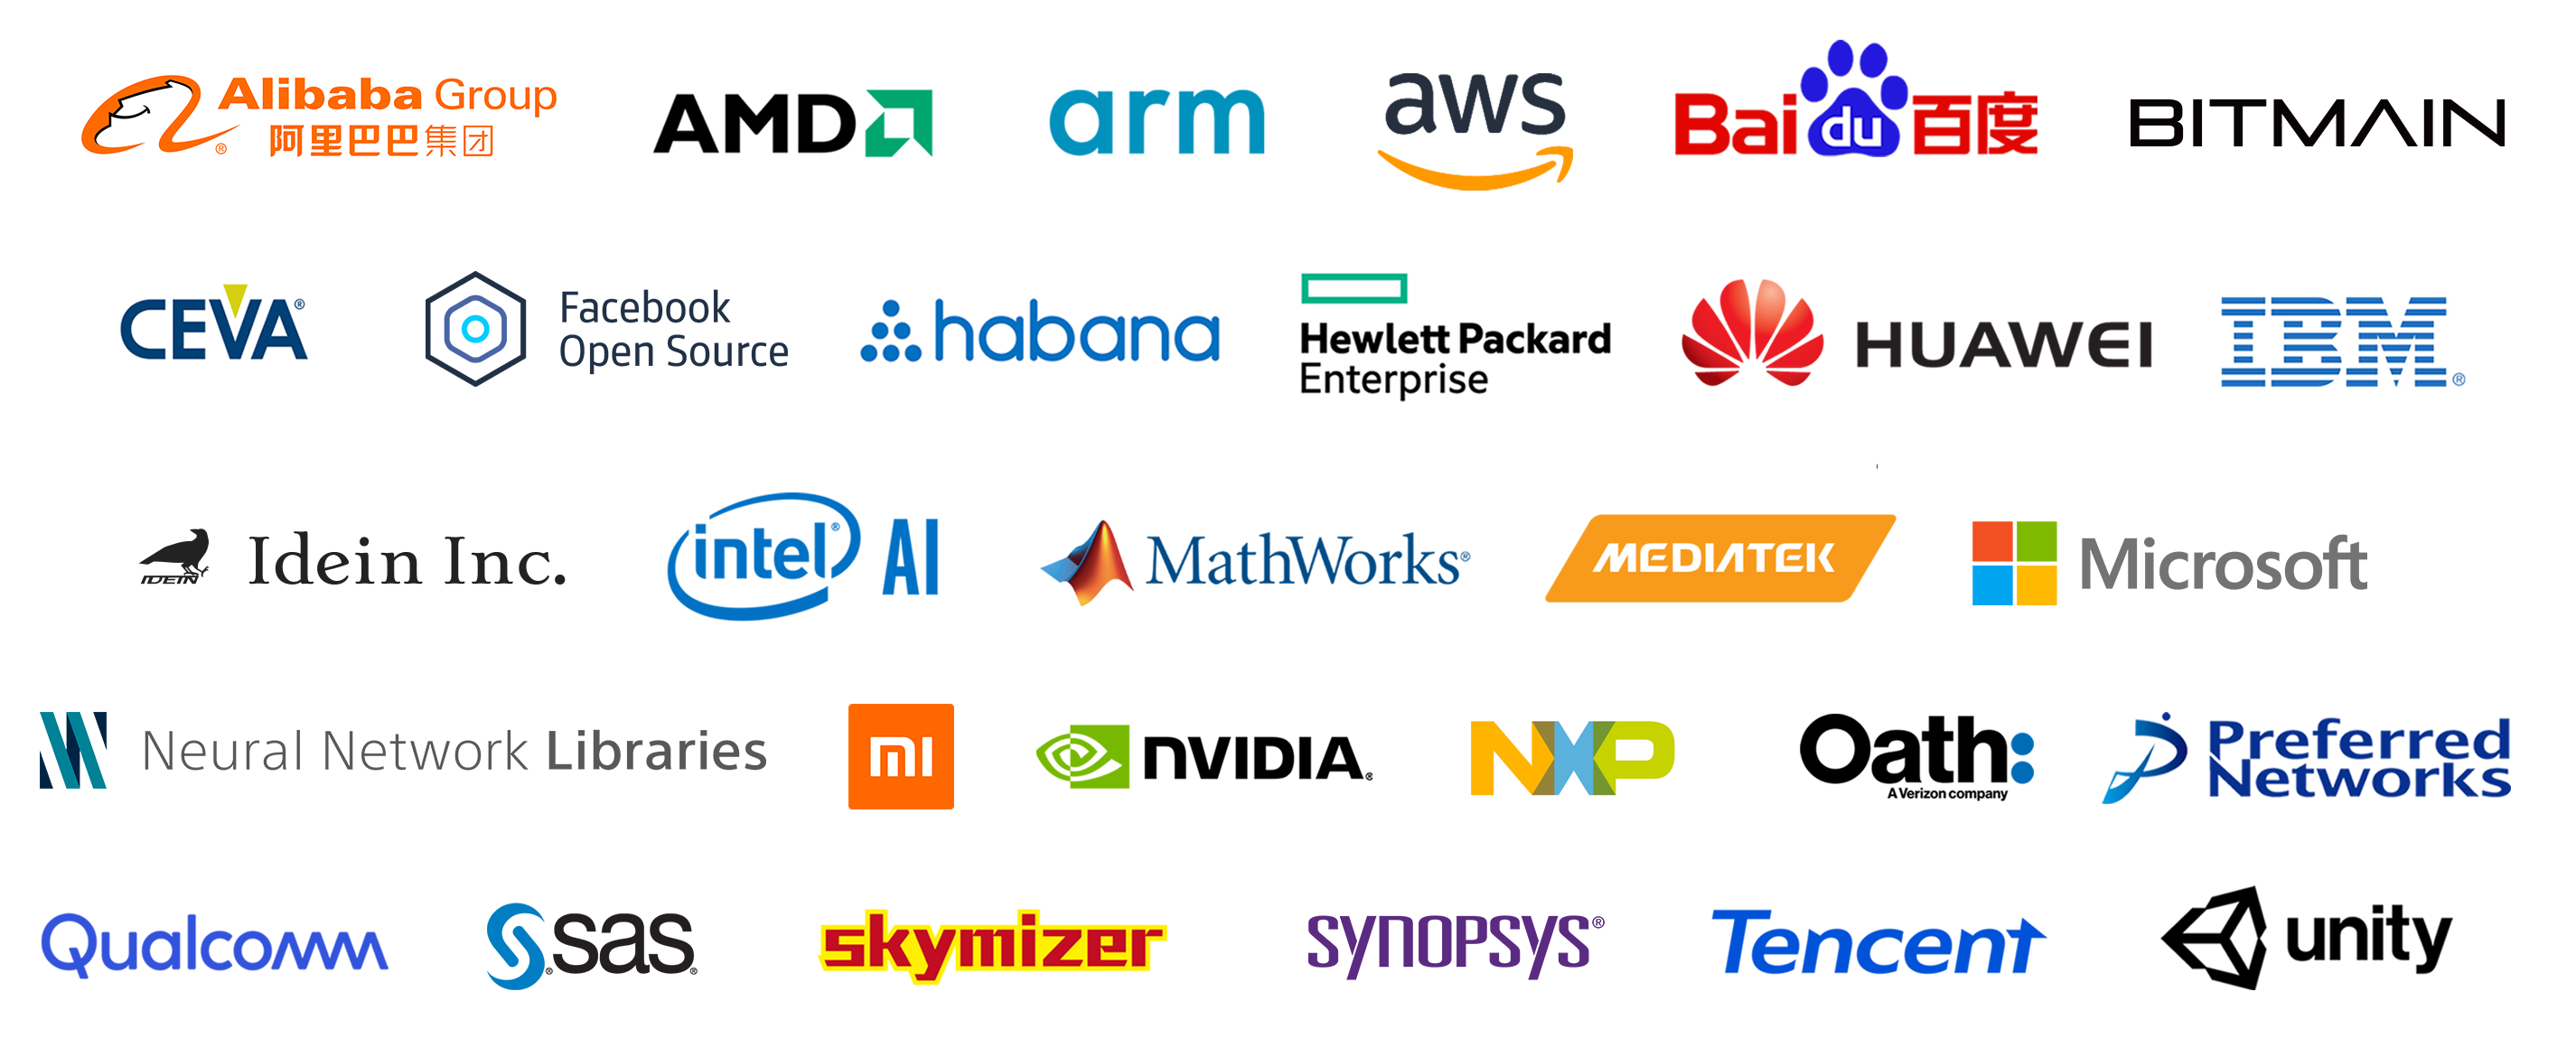 Alibaba Group
阿里巴巴集团
®
AMD
arm
aws
Bai du 百度
BITMAIN
CEVA®
Facebook
Open Source
habana
Hewlett Packard
Enterprise
HUAWEI
IBM®
IDEIN
Idein Inc.
intel® AI
MathWorks®
MEDIATEK
Microsoft
Neural Network Libraries
mi
NVIDIA®
NXP
Oath:
A Verizon company
Preferred
Networks
Qualcomm
®sas®
skymizer
SYNOPSYS®
Tencent
unity